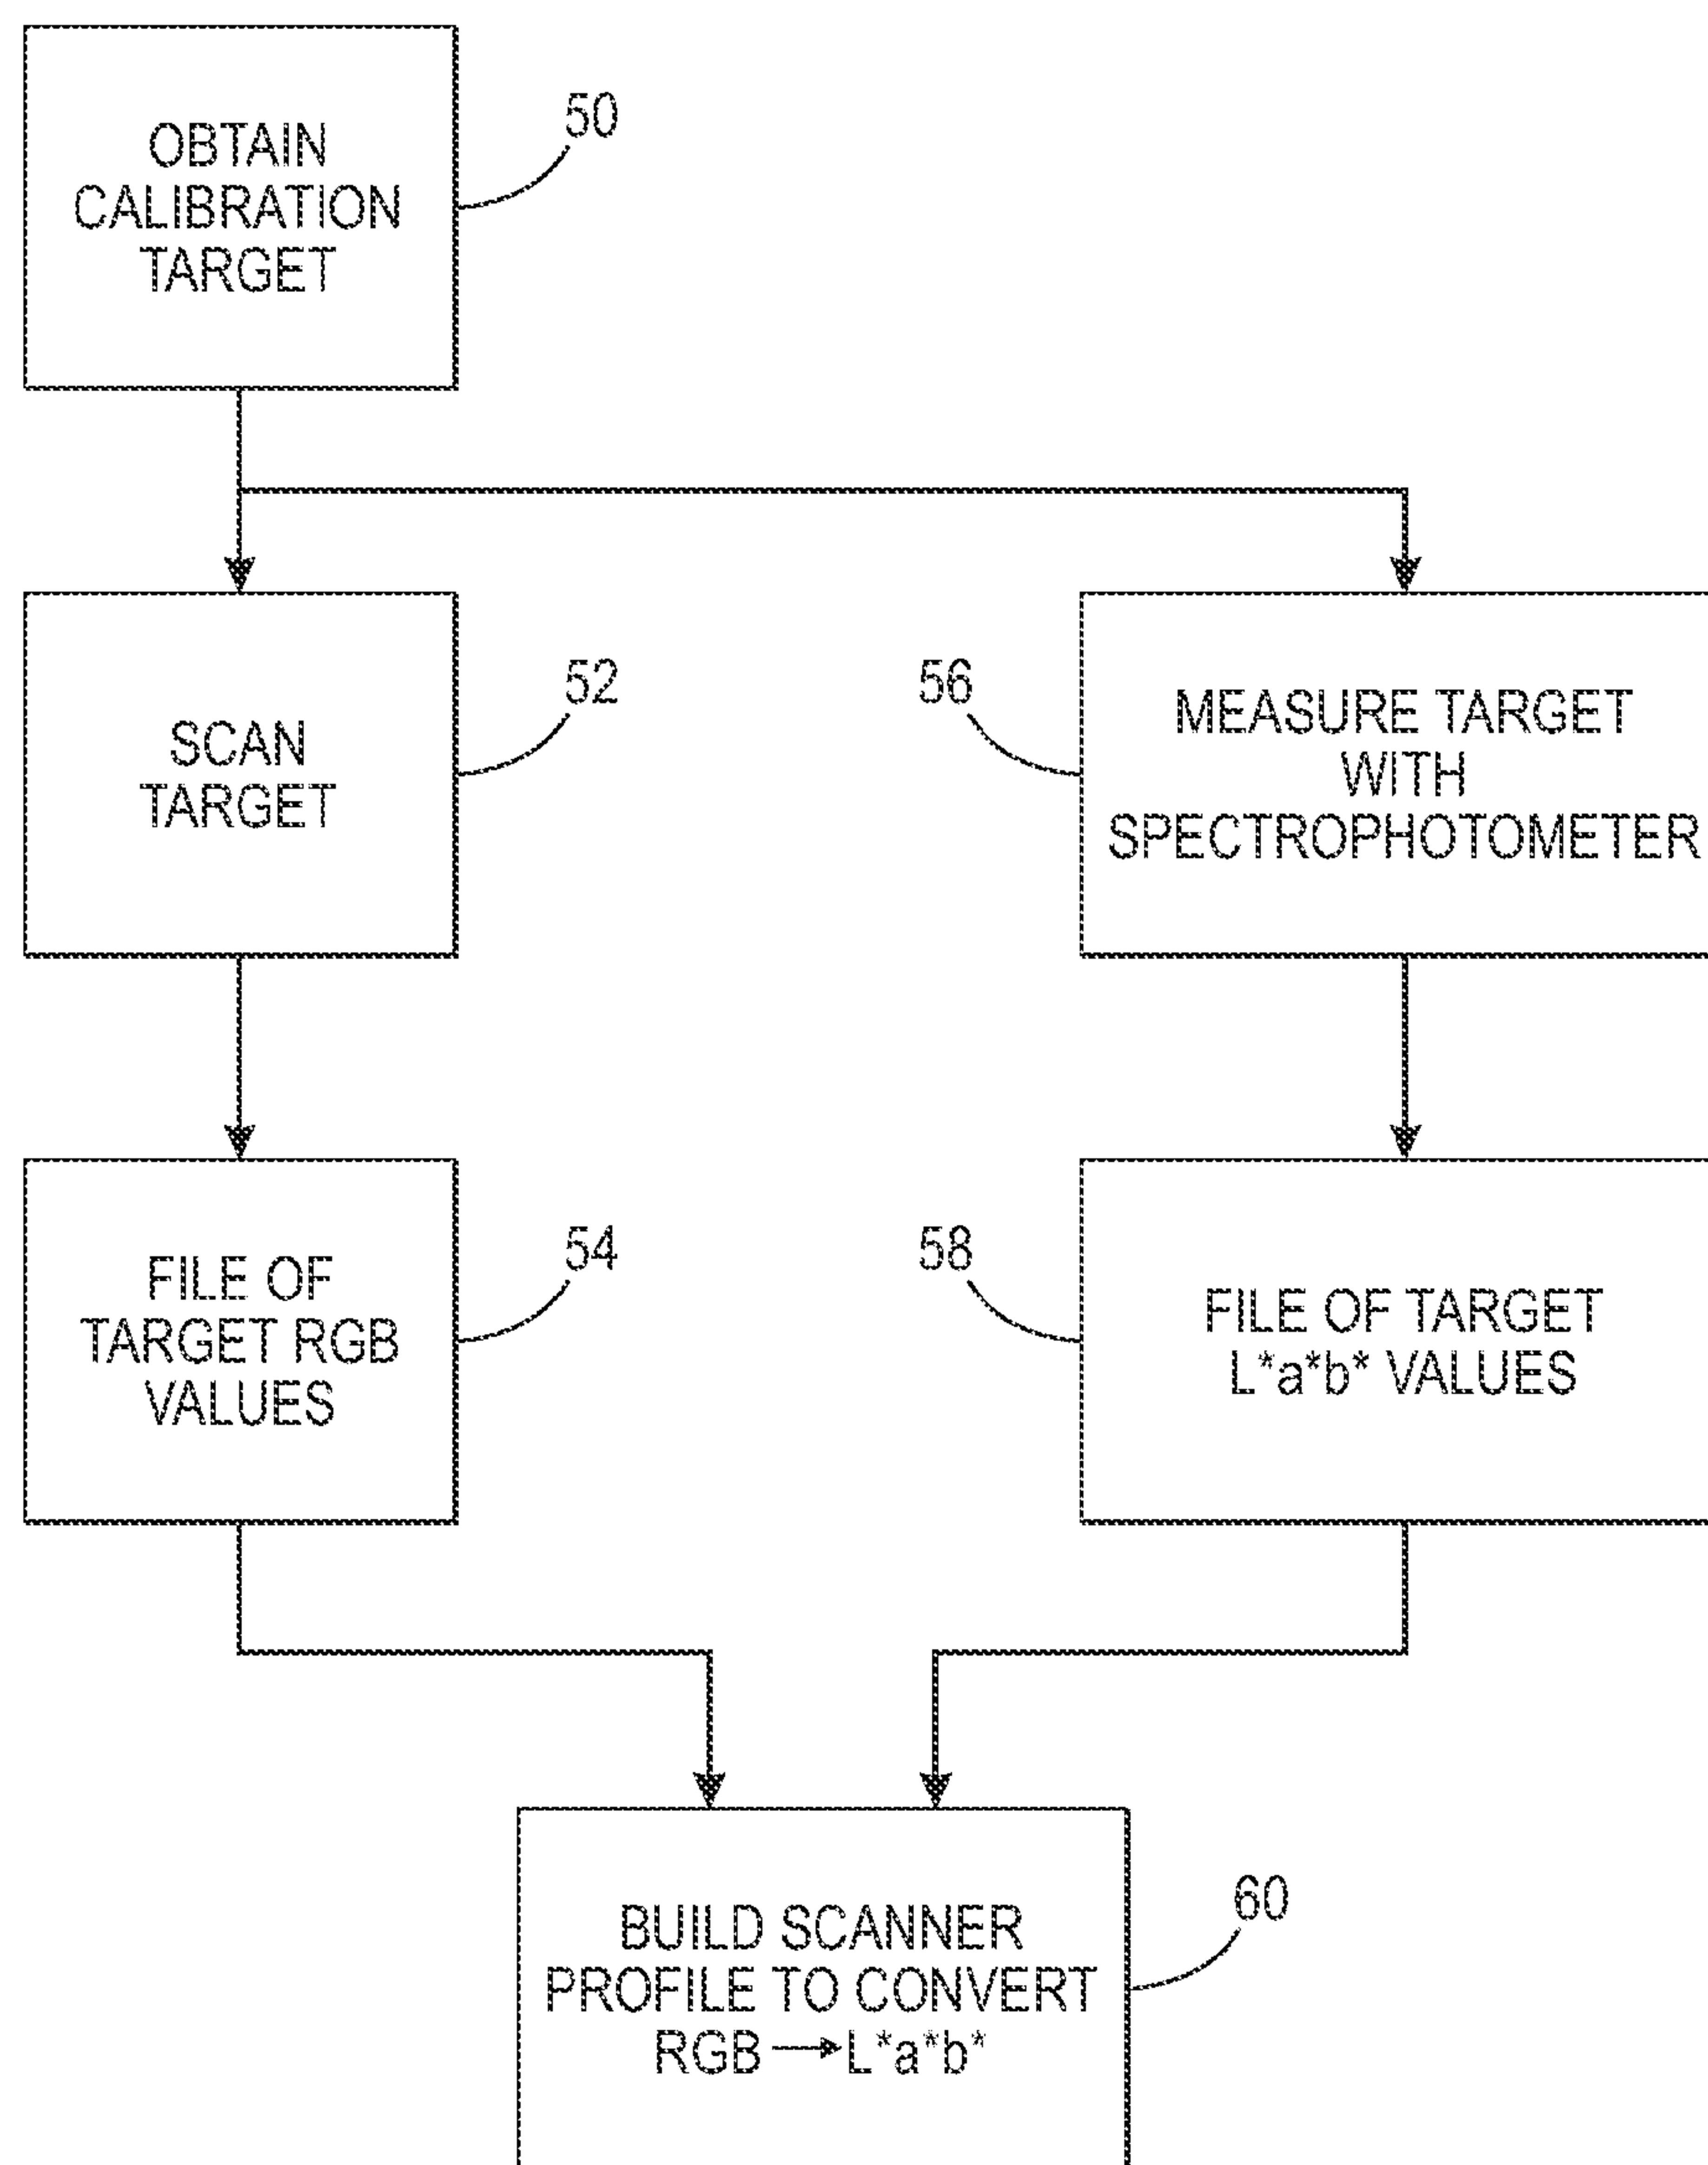 OBTAIN
CALIBRATION
TARGET
50
SCAN
TARGET
52
56
MEASURE TARGET
WITH
SPECTROPHOTOMETER
FILE OF
TARGET RGB
VALUES
54
58
FILE OF TARGET
L*a*b* VALUES
BUILD SCANNER
PROFILE TO CONVERT
RGB → L*a*b*
60